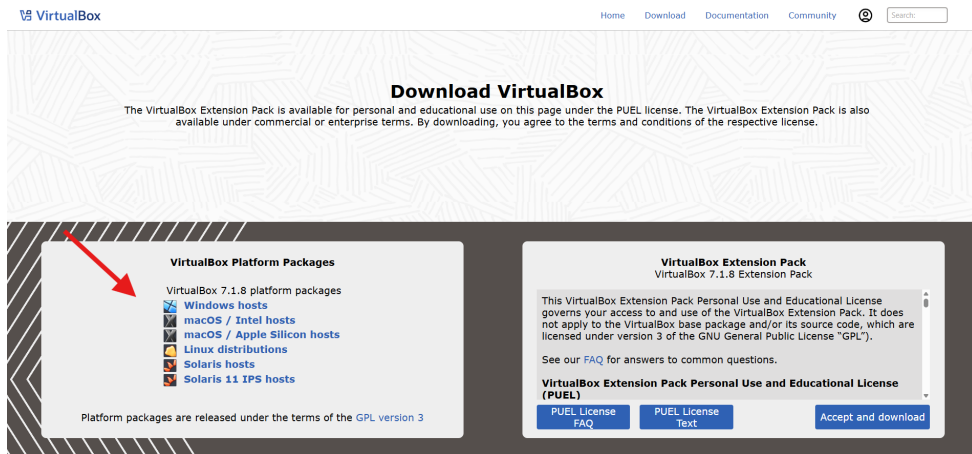 VirtualBox
Home Download Documentation Community Search:
Download VirtualBox
The VirtualBox Extension Pack is available for personal and educational use on this page under the PUEL license. The VirtualBox Extension Pack is also
available under commercial or enterprise terms. By downloading, you agree to the terms and conditions of the respective license.
VirtualBox Platform Packages
VirtualBox 7.1.8 platform packages
Windows hosts
macOS / Intel hosts
macOS / Apple Silicon hosts
Linux distributions
Solaris hosts
Solaris 11 IPS hosts
Platform packages are released under the terms of the GPL version 3
VirtualBox Extension Pack
VirtualBox 7.1.8 Extension Pack
This VirtualBox Extension Pack Personal Use and Educational License
governs your access to and use of the VirtualBox Extension Pack. It does
not apply to the VirtualBox base package and/or its source code, which are
licensed under version 3 of the GNU General Public License “GPL”).
See our FAQ for answers to common questions.
VirtualBox Extension Pack Personal Use and Educational License
(PUEL)
PUEL License
FAQ
PUEL License
Text
Accept and download